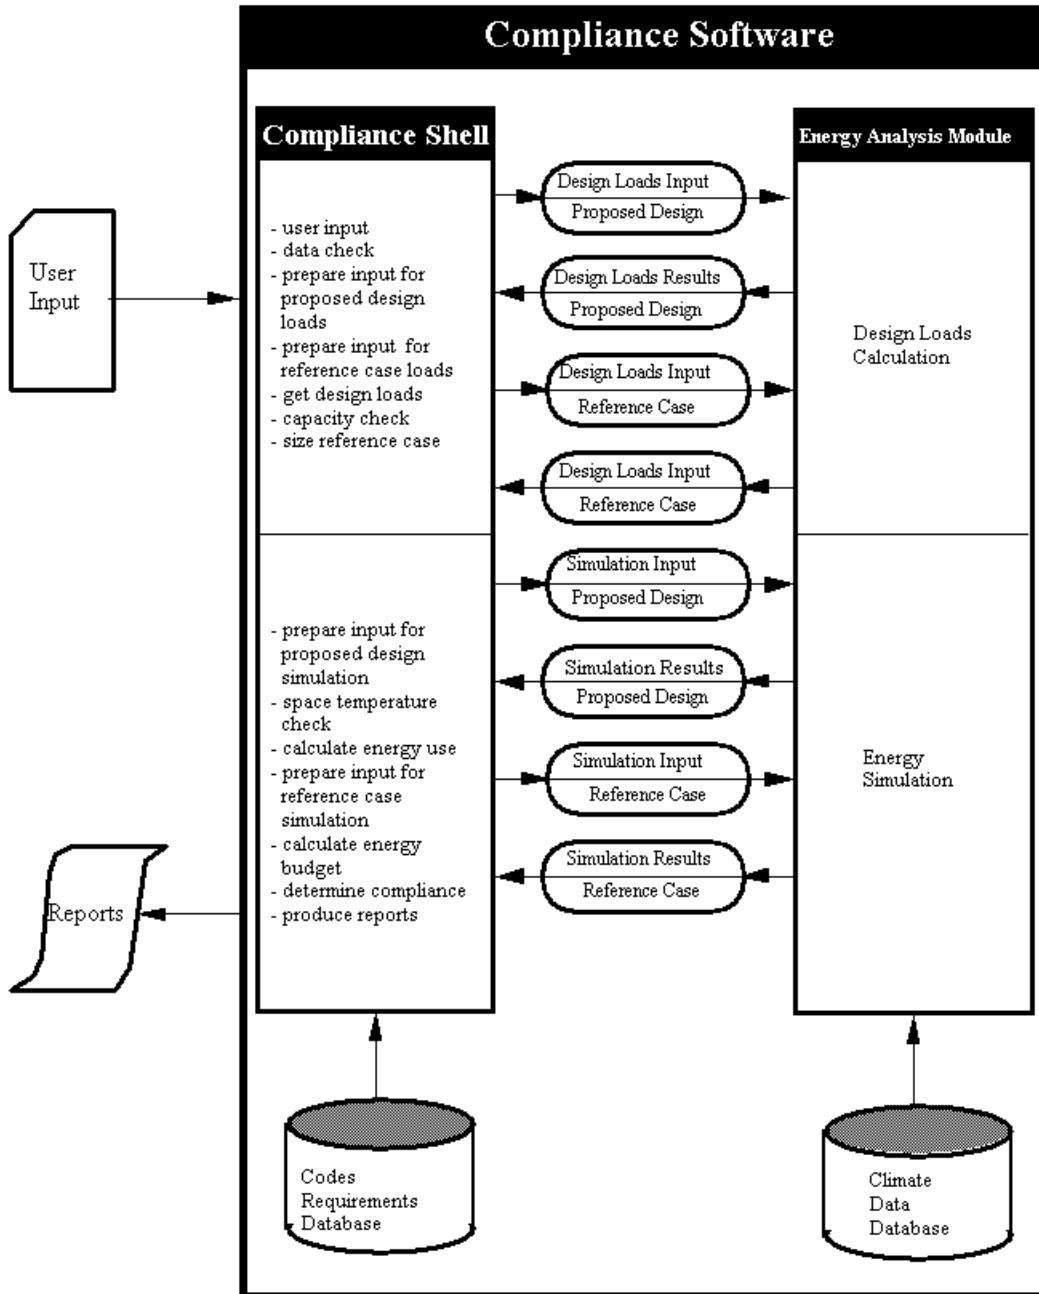 Compliance Software
Compliance Shell
Energy Analysis Module
User
Input
- user input
- data check
- prepare input for
proposed design
loads
- prepare input for
reference case loads
- get design loads
- capacity check
- size reference case
Design Loads Input
Proposed Design
Design Loads Results
Proposed Design
Design Loads Input
Reference Case
Design Loads Input
Reference Case
Design Loads
Calculation
- prepare input for
proposed design
simulation
- space temperature
check
- calculate energy use
- prepare input for
reference case
simulation
- calculate energy
budget
- determine compliance
- produce reports
Simulation Input
Proposed Design
Simulation Results
Proposed Design
Simulation Input
Reference Case
Simulation Results
Reference Case
Energy
Simulation
Reports
Codes
Requirements
Database
Climate
Data
Database